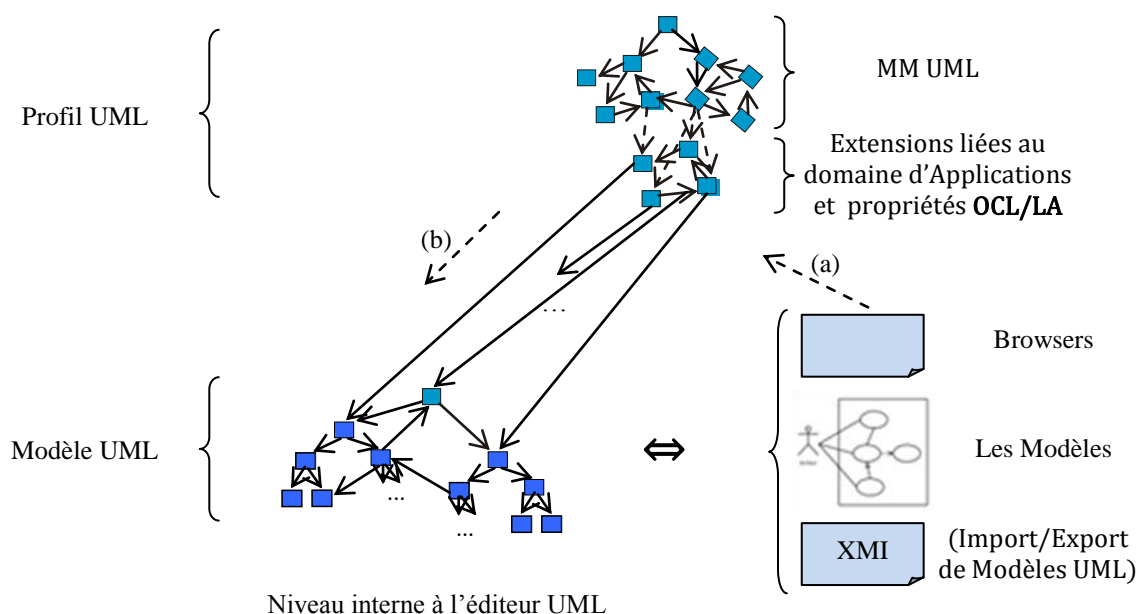 Profil UML
MM UML
Extensions liées au
domaine d'Applications
et propriétés OCL/LA
(b)
(a)
...
Browsers
Modèle UML
Les Modèles
...
...
XMI
(Import/Export
de Modèles UML)
Niveau interne à l'éditeur UML